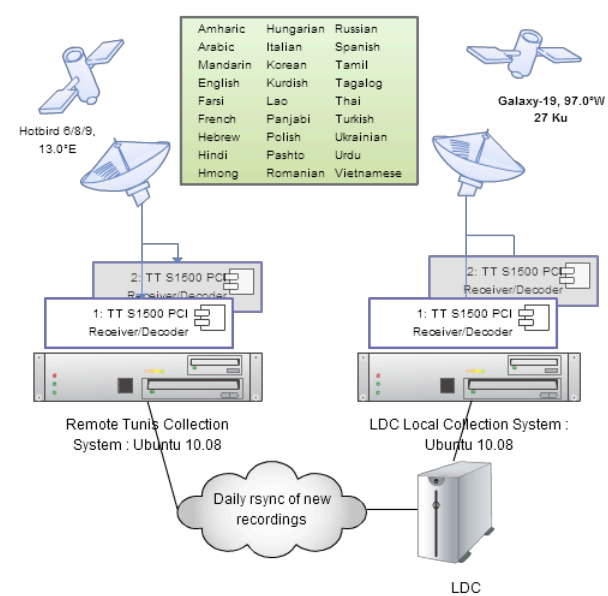 Amharic Hungarian Russian
Arabic Italian Spanish
Mandarin Korean Tamil
English Kurdish Tagalog
Farsi Lao Thai
French Panjabi Turkish
Hebrew Polish Ukrainian
Hindi Pashto Urdu
Hmong Romanian Vietnamese
Hotbird 6/8/9,
13.0°E
Galaxy-19, 97.0°W
27 Ku
2: TT S1500 PCI
Receiver/Decoder
1: TT S1500 PCI
Receiver/Decoder
2: TT S1500 PCI
Receiver/Decoder
1: TT S1500 PCI
Receiver/Decoder
Remote Tunis Collection
System : Ubuntu 10.08
LDC Local Collection System :
Ubuntu 10.08
Daily rsync of new
recordings
LDC